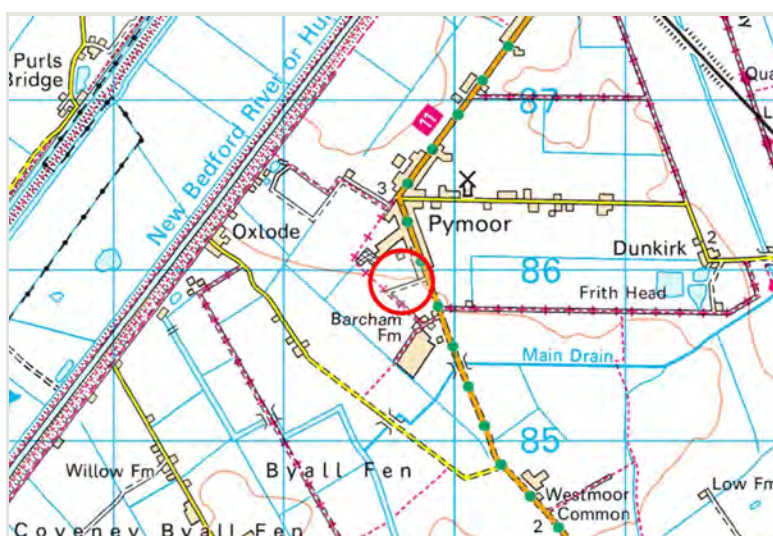 Purls
Bridge
New Bedford River or Hu
11
87
Qua
L
3
Pymoor
Oxlode
Dunkirk
2
86
Frith Head
Barcham
Fm
Main Drain
85
Willow Fm
Byall Fen
Westmoor
Common
Low Fm
Coveney Byall Fen
2